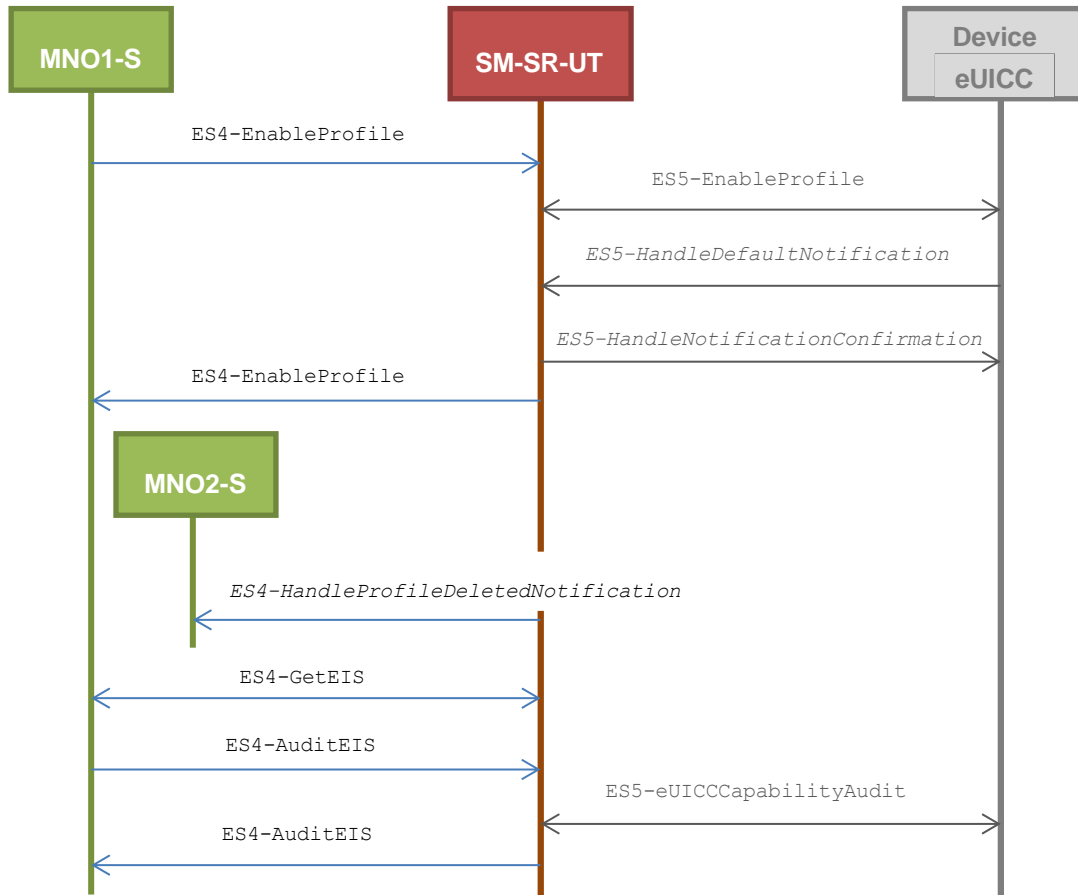 MNO1-S
SM-SR-UT
Device
eUICC
ES4-EnableProfile
ES5-EnableProfile
ES5-HandleDefaultNotification
ES5-HandleNotificationConfirmation
ES4-EnableProfile
MNO2-S
ES4-HandleProfileDeletedNotification
ES4-GetEIS
ES4-AuditEIS
ES5-eUICCCapabilityAudit
ES4-AuditEIS